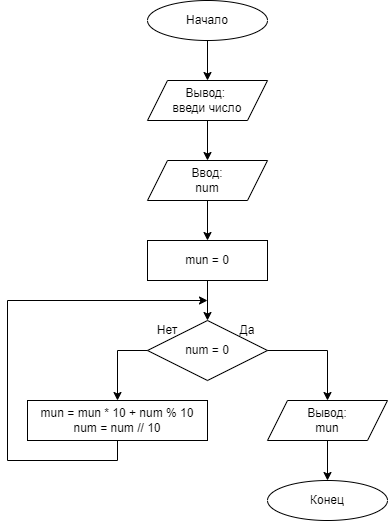 Начало
Вывод:
введи число
Ввод:
num
mun = 0
Нет
Да
num = 0
mun = mun * 10 + num % 10
num = num // 10
Вывод:
mun
Конец